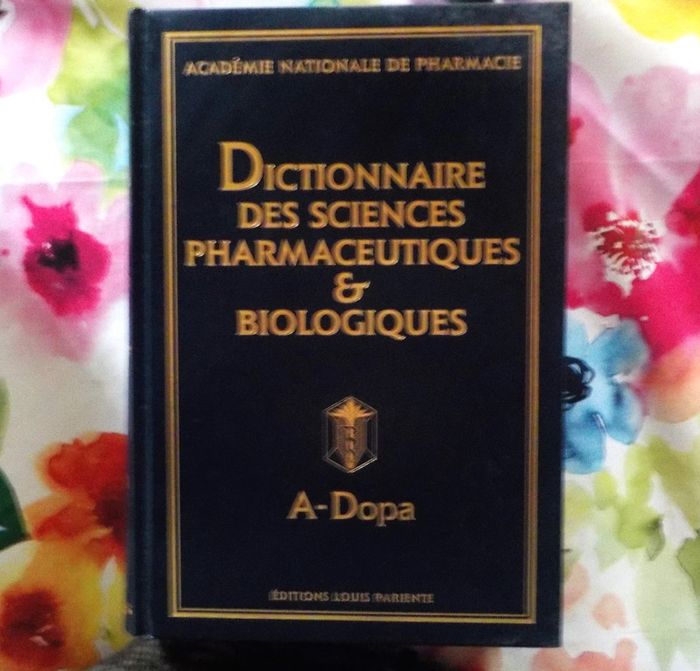 ACADÉMIE NATIONALE DE PHARMACIE
DICTIONNAIRE
DES SCIENCES
PHARMACEUTIQUES
&
BIOLOGIQUES
A-Dopa
ÉDITIONS LOUIS PARIENTE